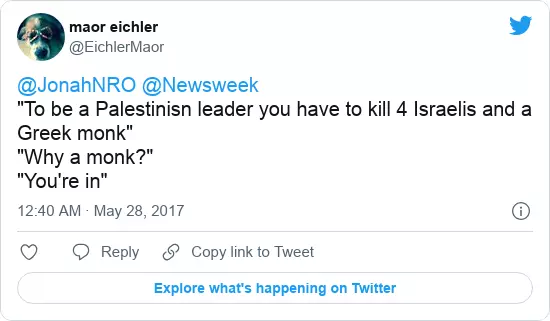 maor eichler
@EichlerMaor
@JonahNRO @Newsweek
"To be a Palestinisn leader you have to kill 4 Israelis and a
Greek monk"
"Why a monk?"
"You're in"
12:40 AM · May 28, 2017
Reply Copy link to Tweet
Explore what's happening on Twitter